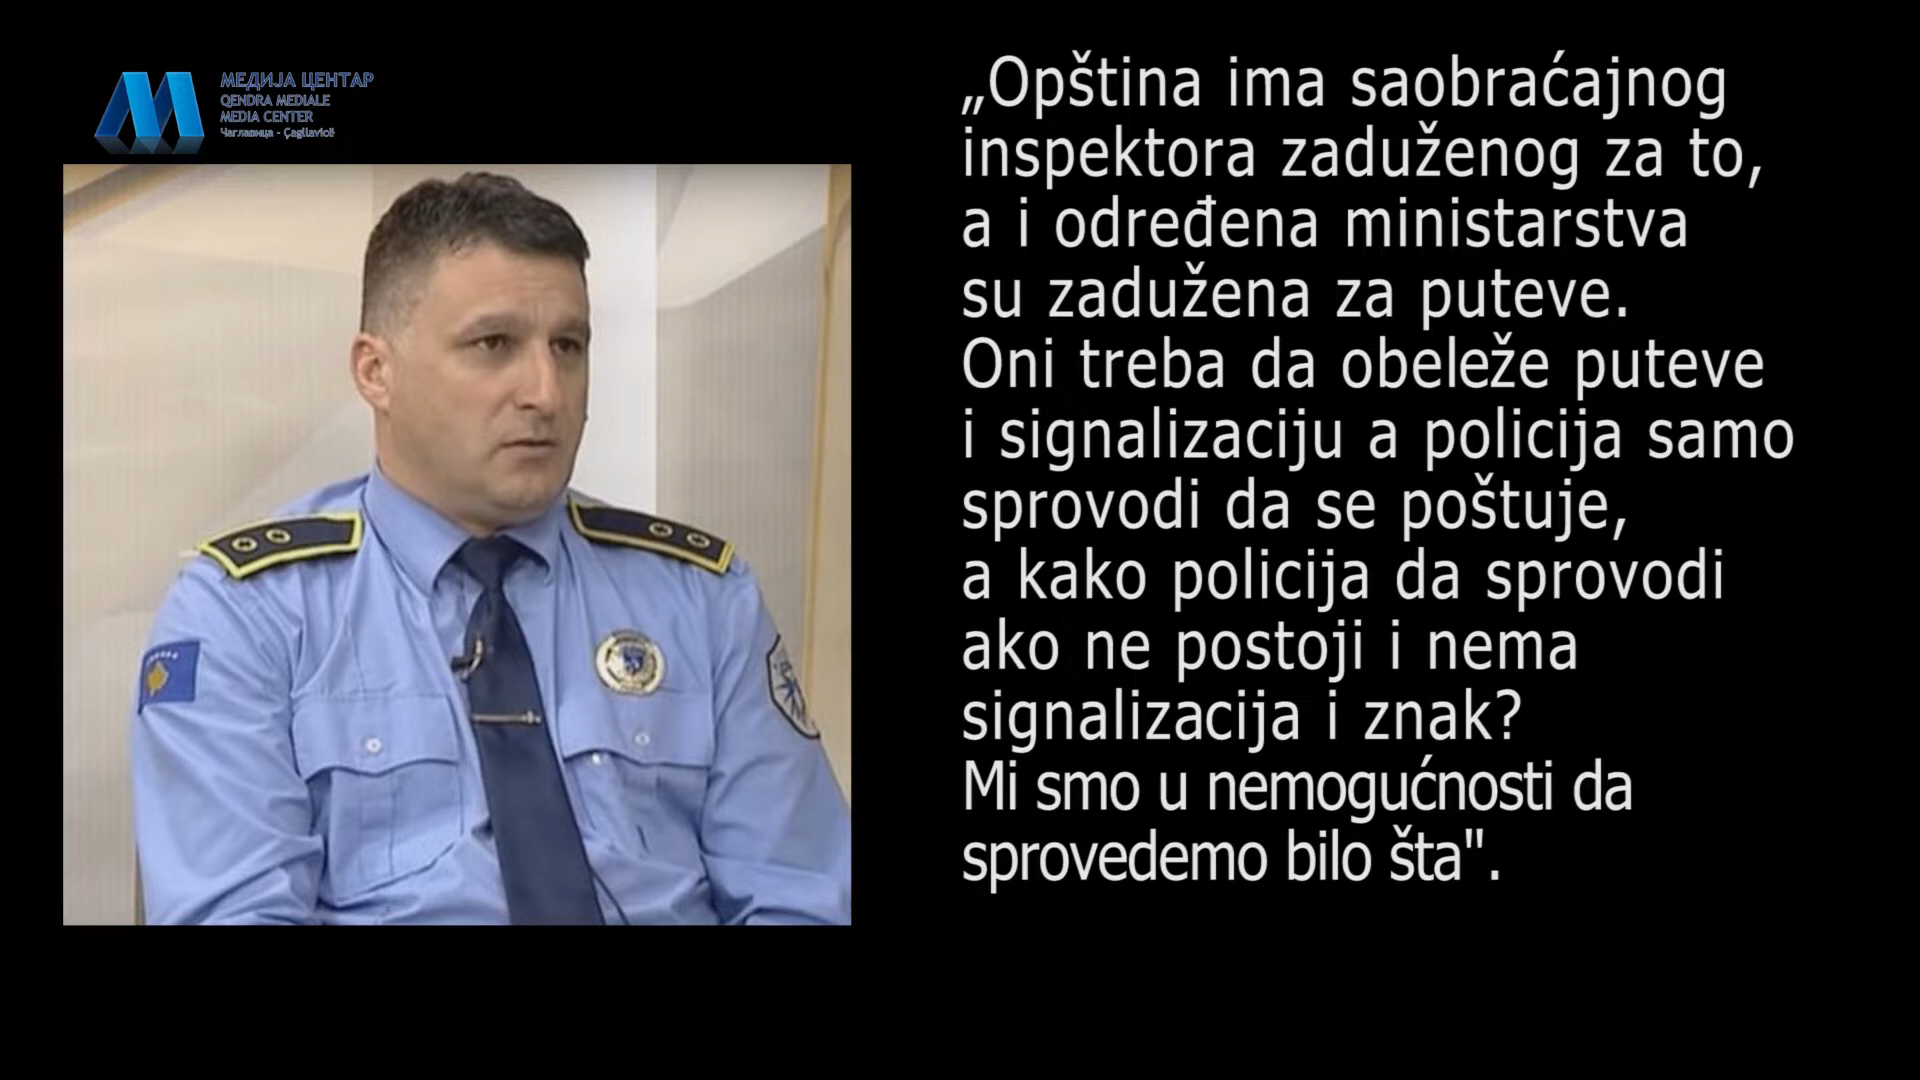 МЕДИЈА ЦЕНТАР
QENDRA MEDIALE
MEDIA CENTER
Чаглавица - Çagllavicë
„Opština ima saobraćajnog
inspektora zaduženog za to,
a i određena ministarstva
su zadužena za puteve.
Oni treba da obeleže puteve
i signalizaciju a policija samo
sprovodi da se poštuje,
a kako policija da sprovodi
ako ne postoji i nema
signalizacija i znak?
Mi smo u nemogućnosti da
sprovedemo bilo šta".